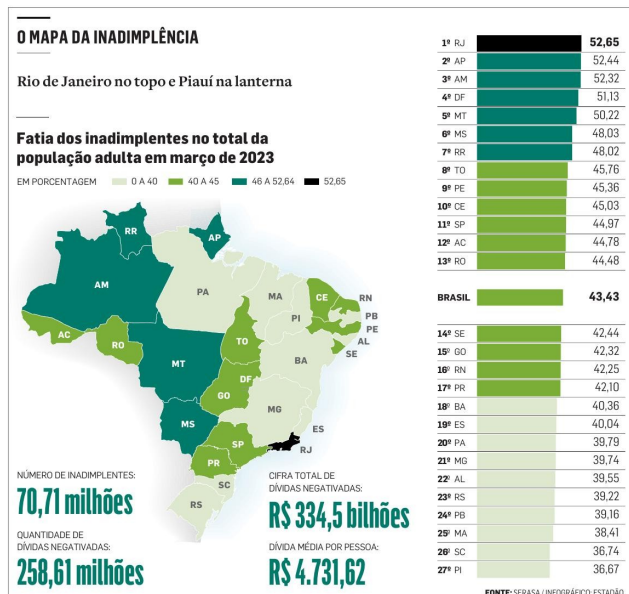 O MAPA DA INADIMPLÊNCIA
Rio de Janeiro no topo e Piauí na lanterna
Fatia dos inadimplentes no total da
população adulta em março de 2023
EM PORCENTAGEM 0 A 40 40 A 45 46 A 52,64 52,65
RR
AP
AM
PA
MA
CE
RN
PI
PB
PE
AL
SE
AC
RO
TO
BA
MT
DF
GO
MG
MS
ES
SP
RJ
PR
SC
RS
NÚMERO DE INADIMPLENTES:
70,71 milhões
QUANTIDADE DE
DÍVIDAS NEGATIVADAS:
258,61 milhões
CIFRA TOTAL DE
DÍVIDAS NEGATIVADAS:
R$ 334,5 bilhões
DÍVIDA MÉDIA POR PESSOA:
R$ 4.731,62
1º RJ 52,65
2º AP 52,44
3º AM 52,32
4º DF 51,13
5º MT 50,22
6º MS 48,03
7º RR 48,02
8º TO 45,76
9º PE 45,36
10º CE 45,03
11º SP 44,97
12º AC 44,78
13º RO 44,48
BRASIL 43,43
14º SE 42,44
15º GO 42,32
16º RN 42,25
17º PR 42,10
18º BA 40,36
19º ES 40,04
20º PA 39,79
21º MG 39,74
22º AL 39,55
23º RS 39,22
24º PB 39,16
25º MA 38,41
26º SC 36,74
27º PI 36,67
FONTE: SERASA / INFOGRÁFICO: ESTADÃO